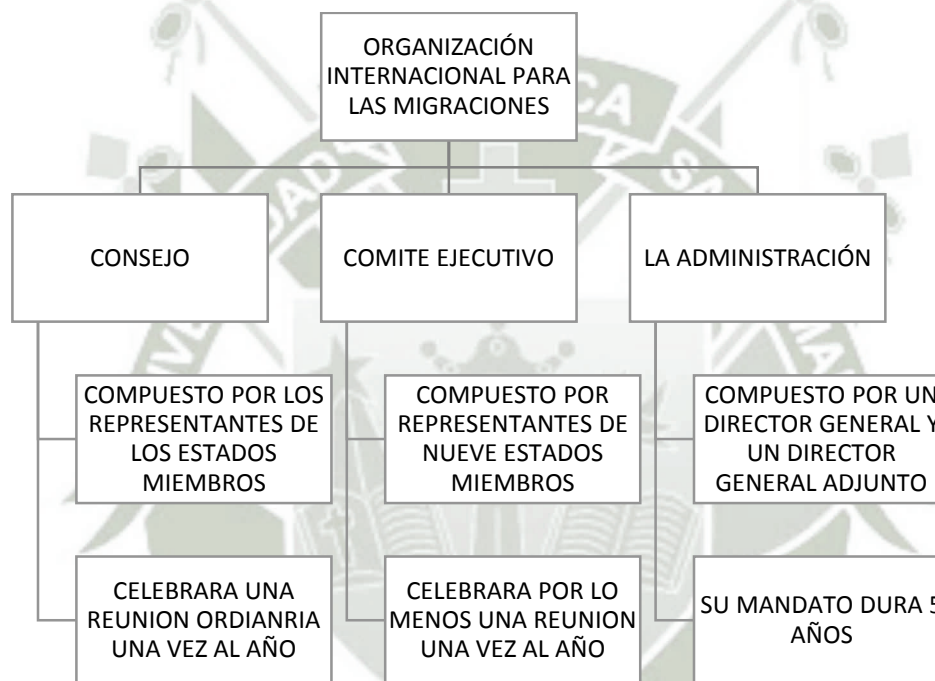 ORGANIZACIÓN
INTERNACIONAL PARA
LAS MIGRACIONES
CONSEJO
COMITE EJECUTIVO
LA ADMINISTRACIÓN
COMPUESTO POR LOS
REPRESENTANTES DE
LOS ESTADOS
MIEMBROS
COMPUESTO POR
REPRESENTANTES DE
NUEVE ESTADOS
MIEMBROS
COMPUESTO POR UN
DIRECTOR GENERAL Y
UN DIRECTOR
GENERAL ADJUNTO
CELEBRARA UNA
REUNION ORDIANRIA
UNA VEZ AL AÑO
CELEBRARA POR LO
MENOS UNA REUNION
UNA VEZ AL AÑO
SU MANDATO DURA 5
AÑOS